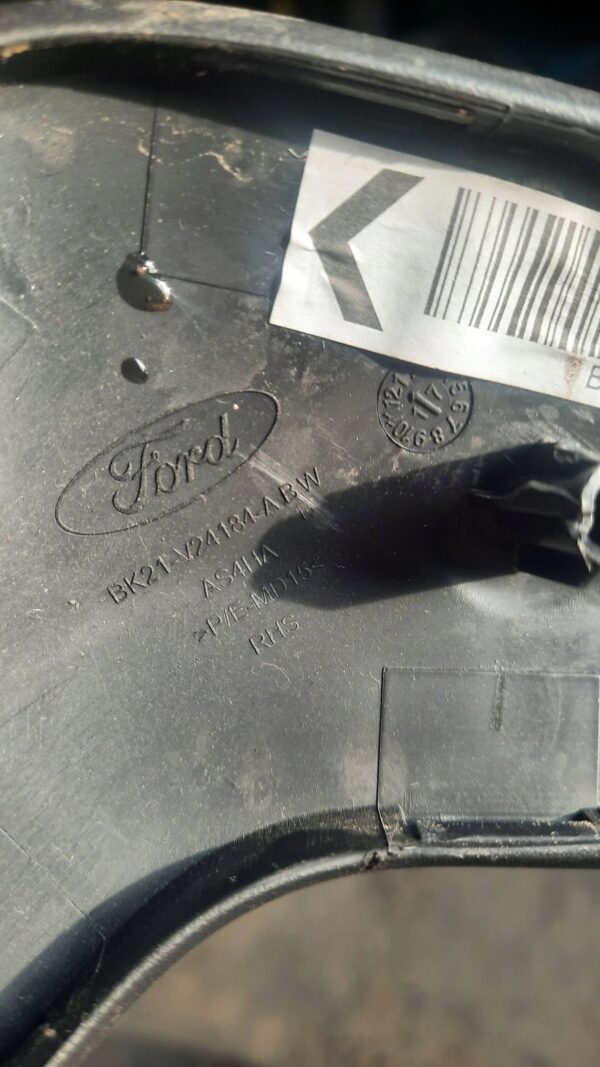 Ford
BK21-V24184-ABW
AS4HA
>P/E-MD15<
RHS